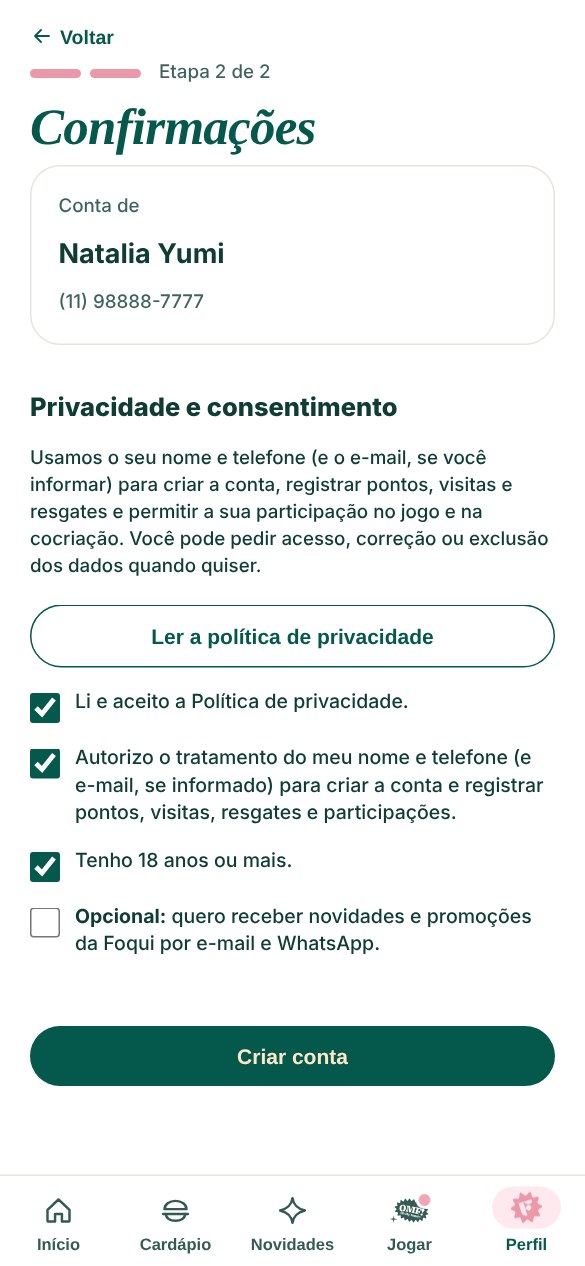 Voltar
Etapa 2 de 2
Confirmações
Conta de
Natalia Yumi
(11) 98888-7777
Privacidade e consentimento
Usamos o seu nome e telefone (e o e-mail, se você
informar) para criar a conta, registrar pontos, visitas e
resgates e permitir a sua participação no jogo e na
cocriação. Você pode pedir acesso, correção ou exclusão
dos dados quando quiser.
Ler a política de privacidade
Li e aceito a Política de privacidade.
Autorizo o tratamento do meu nome e telefone (e
e-mail, se informado) para criar a conta e registrar
pontos, visitas, resgates e participações.
Tenho 18 anos ou mais.
Opcional: quero receber novidades e promoções
da Foqui por e-mail e WhatsApp.
Criar conta
Início
Cardápio
Novidades
Jogar
Perfil